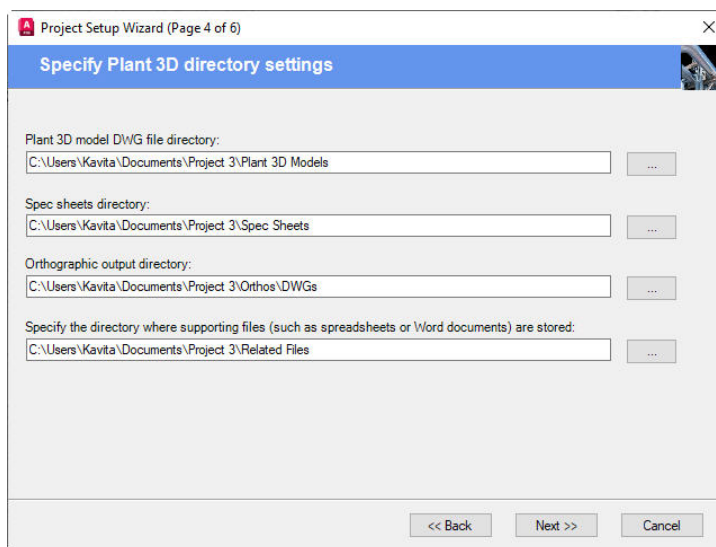 Project Setup Wizard (Page 4 of 6)
Specify Plant 3D directory settings
Plant 3D model DWG file directory:
C:\Users\Kavita\Documents\Project 3\Plant 3D Models
...
Spec sheets directory:
C:\Users\Kavita\Documents\Project 3\Spec Sheets
...
Orthographic output directory:
C:\Users\Kavita\Documents\Project 3\Orthos\DWGs
...
Specify the directory where supporting files (such as spreadsheets or Word documents) are stored:
C:\Users\Kavita\Documents\Project 3\Related Files
...
<< Back Next >> Cancel